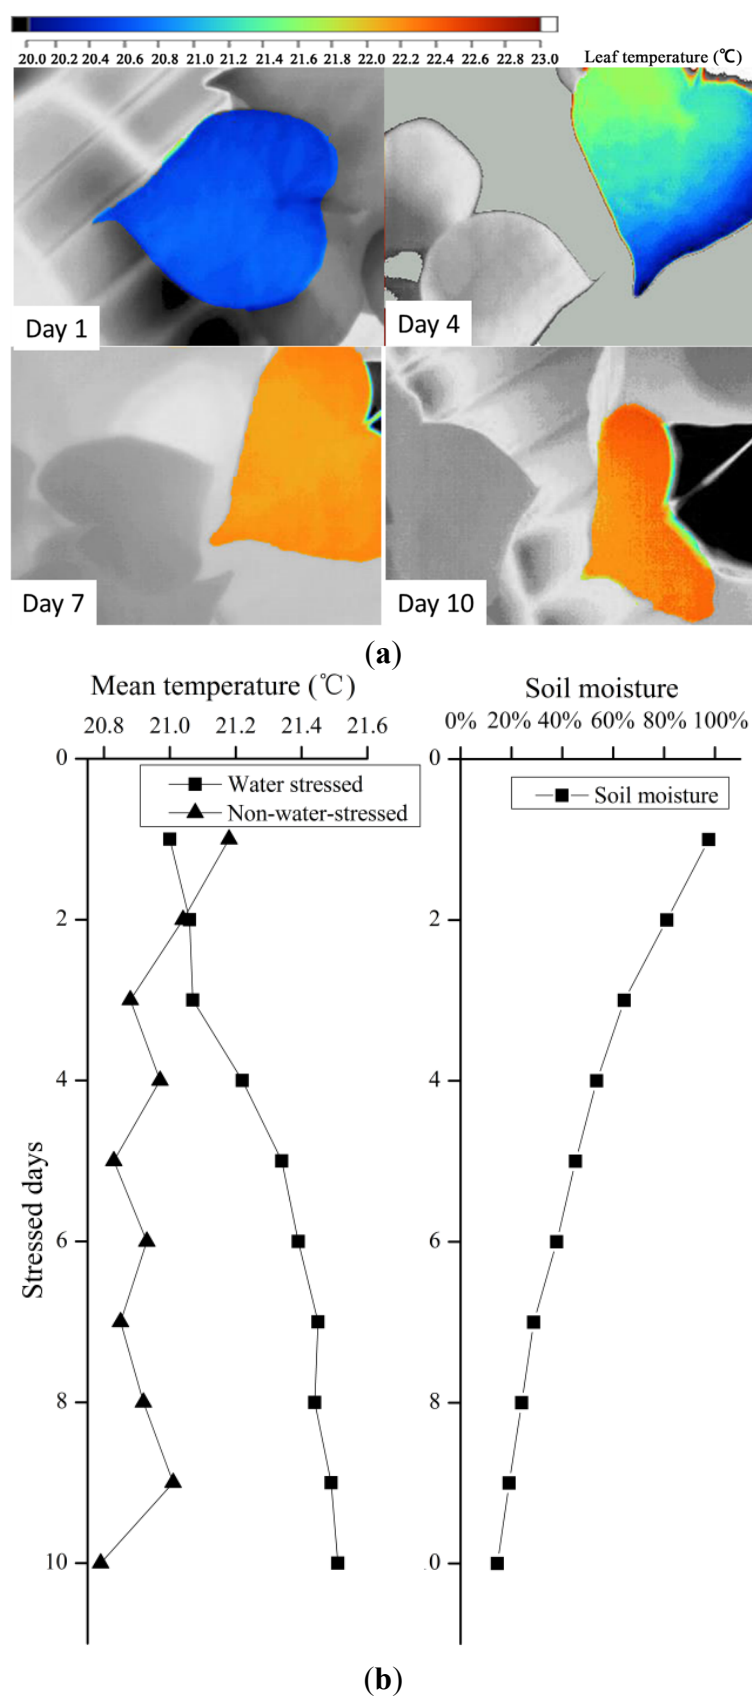 20.0 20.2 20.4 20.6 20.8 21.0 21.2 21.4 21.6 21.8 22.0 22.2 22.4 22.6 22.8 23.0 Leaf temperature (℃)
Day 1
Day 4
Day 7
Day 10
(a)
Mean temperature (℃)
20.8 21.0 21.2 21.4 21.6
0
Water stressed
Non-water-stressed
2
4
6
8
10
Stressed days
Soil moisture
0% 20% 40% 60% 80% 100%
0
Soil moisture
2
4
6
8
.0
(b)